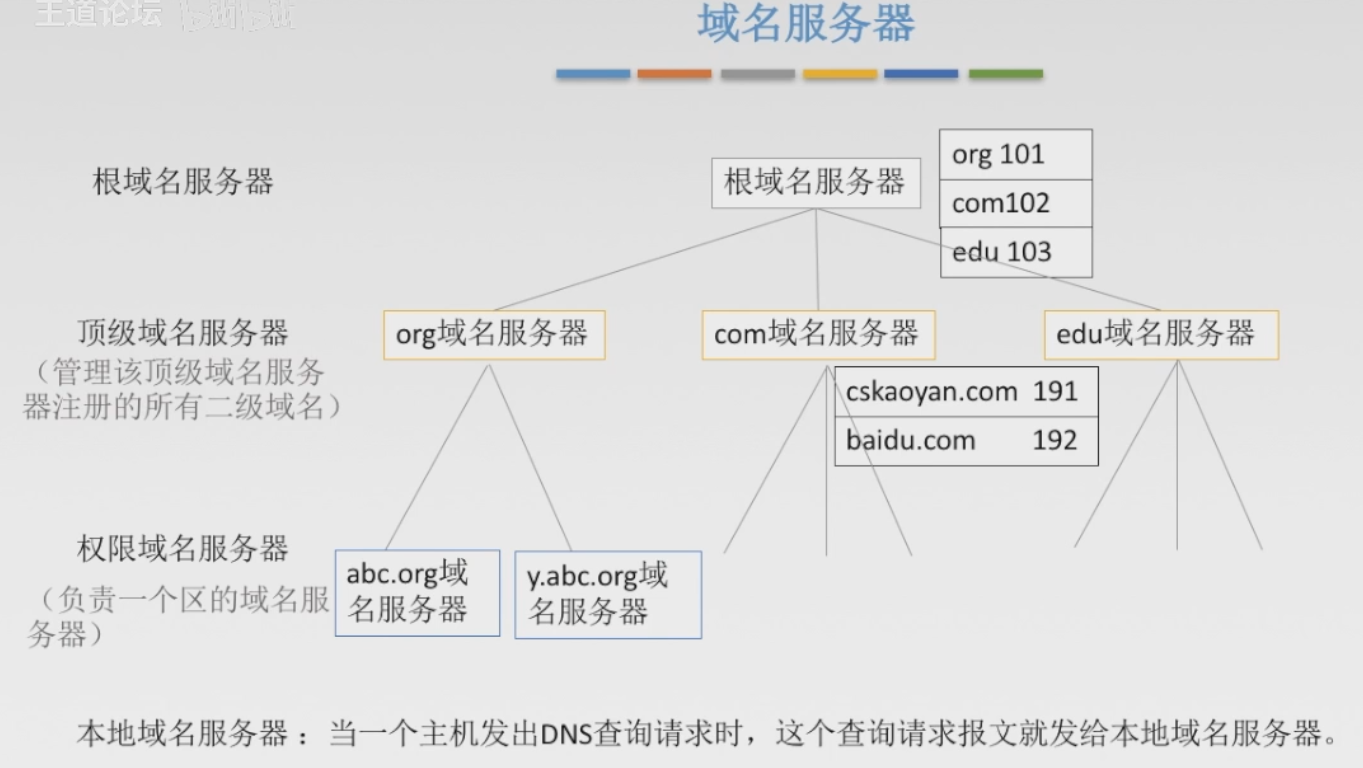 王道论坛 bilibili
域名服务器
根域名服务器
根域名服务器
org 101
com102
edu 103
顶级域名服务器
（管理该顶级域名服务
器注册的所有二级域名）
org域名服务器
com域名服务器
edu域名服务器
cskaoyan.com 191
baidu.com 192
权限域名服务器
（负责一个区的域名服
务器）
abc.org域
名服务器
y.abc.org域
名服务器
本地域名服务器：当一个主机发出DNS查询请求时，这个查询请求报文就发给本地域名服务器。